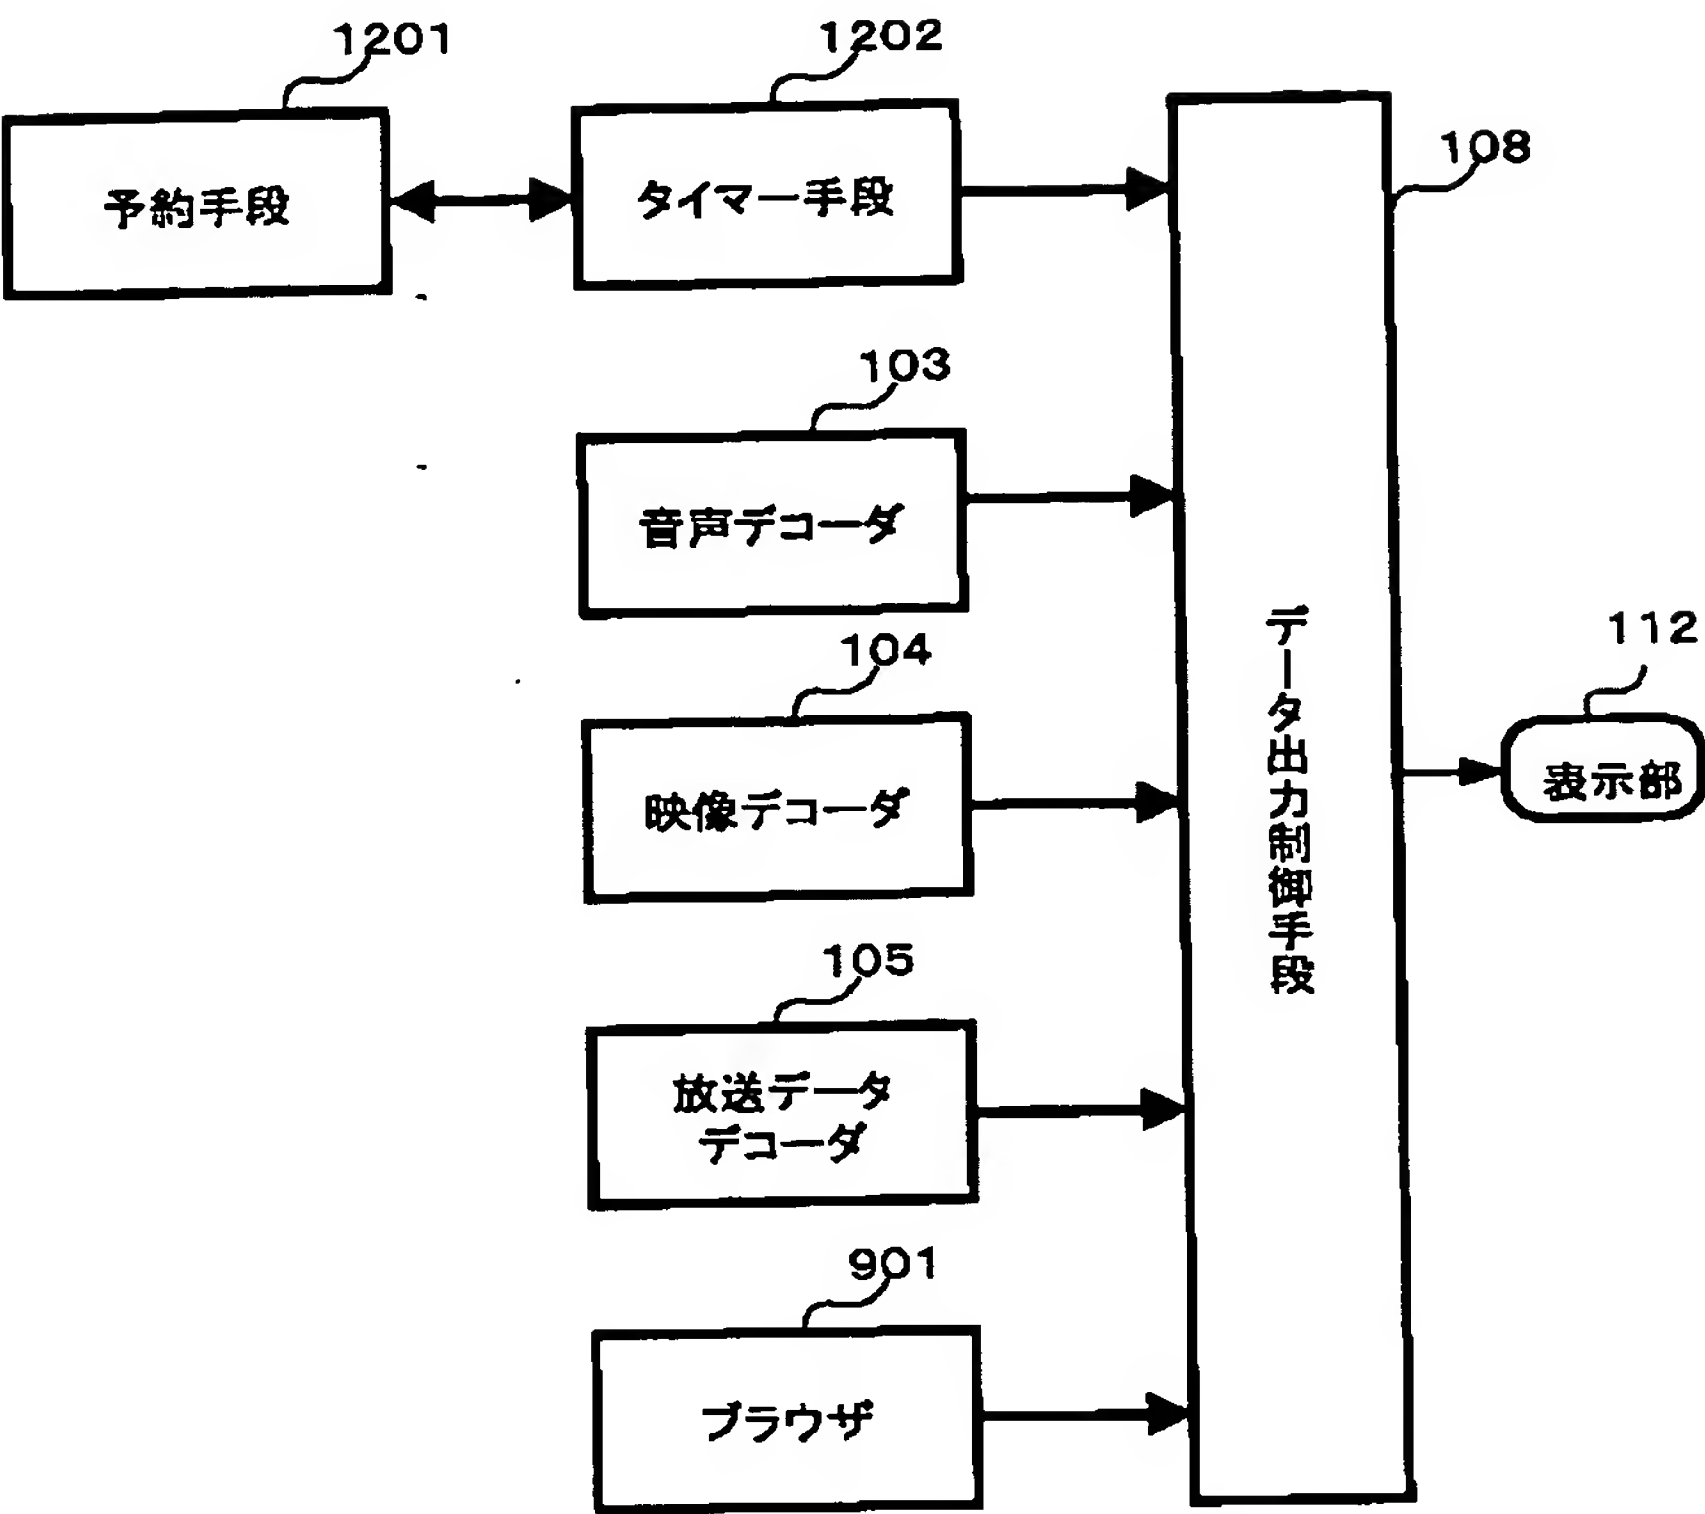 1201
1202
予約手段
タイマー手段
108
103
音声デコーダ
データ出力制御手段
112
表示部
104
映像デコーダ
105
放送データ
デコーダ
901
ブラウザ